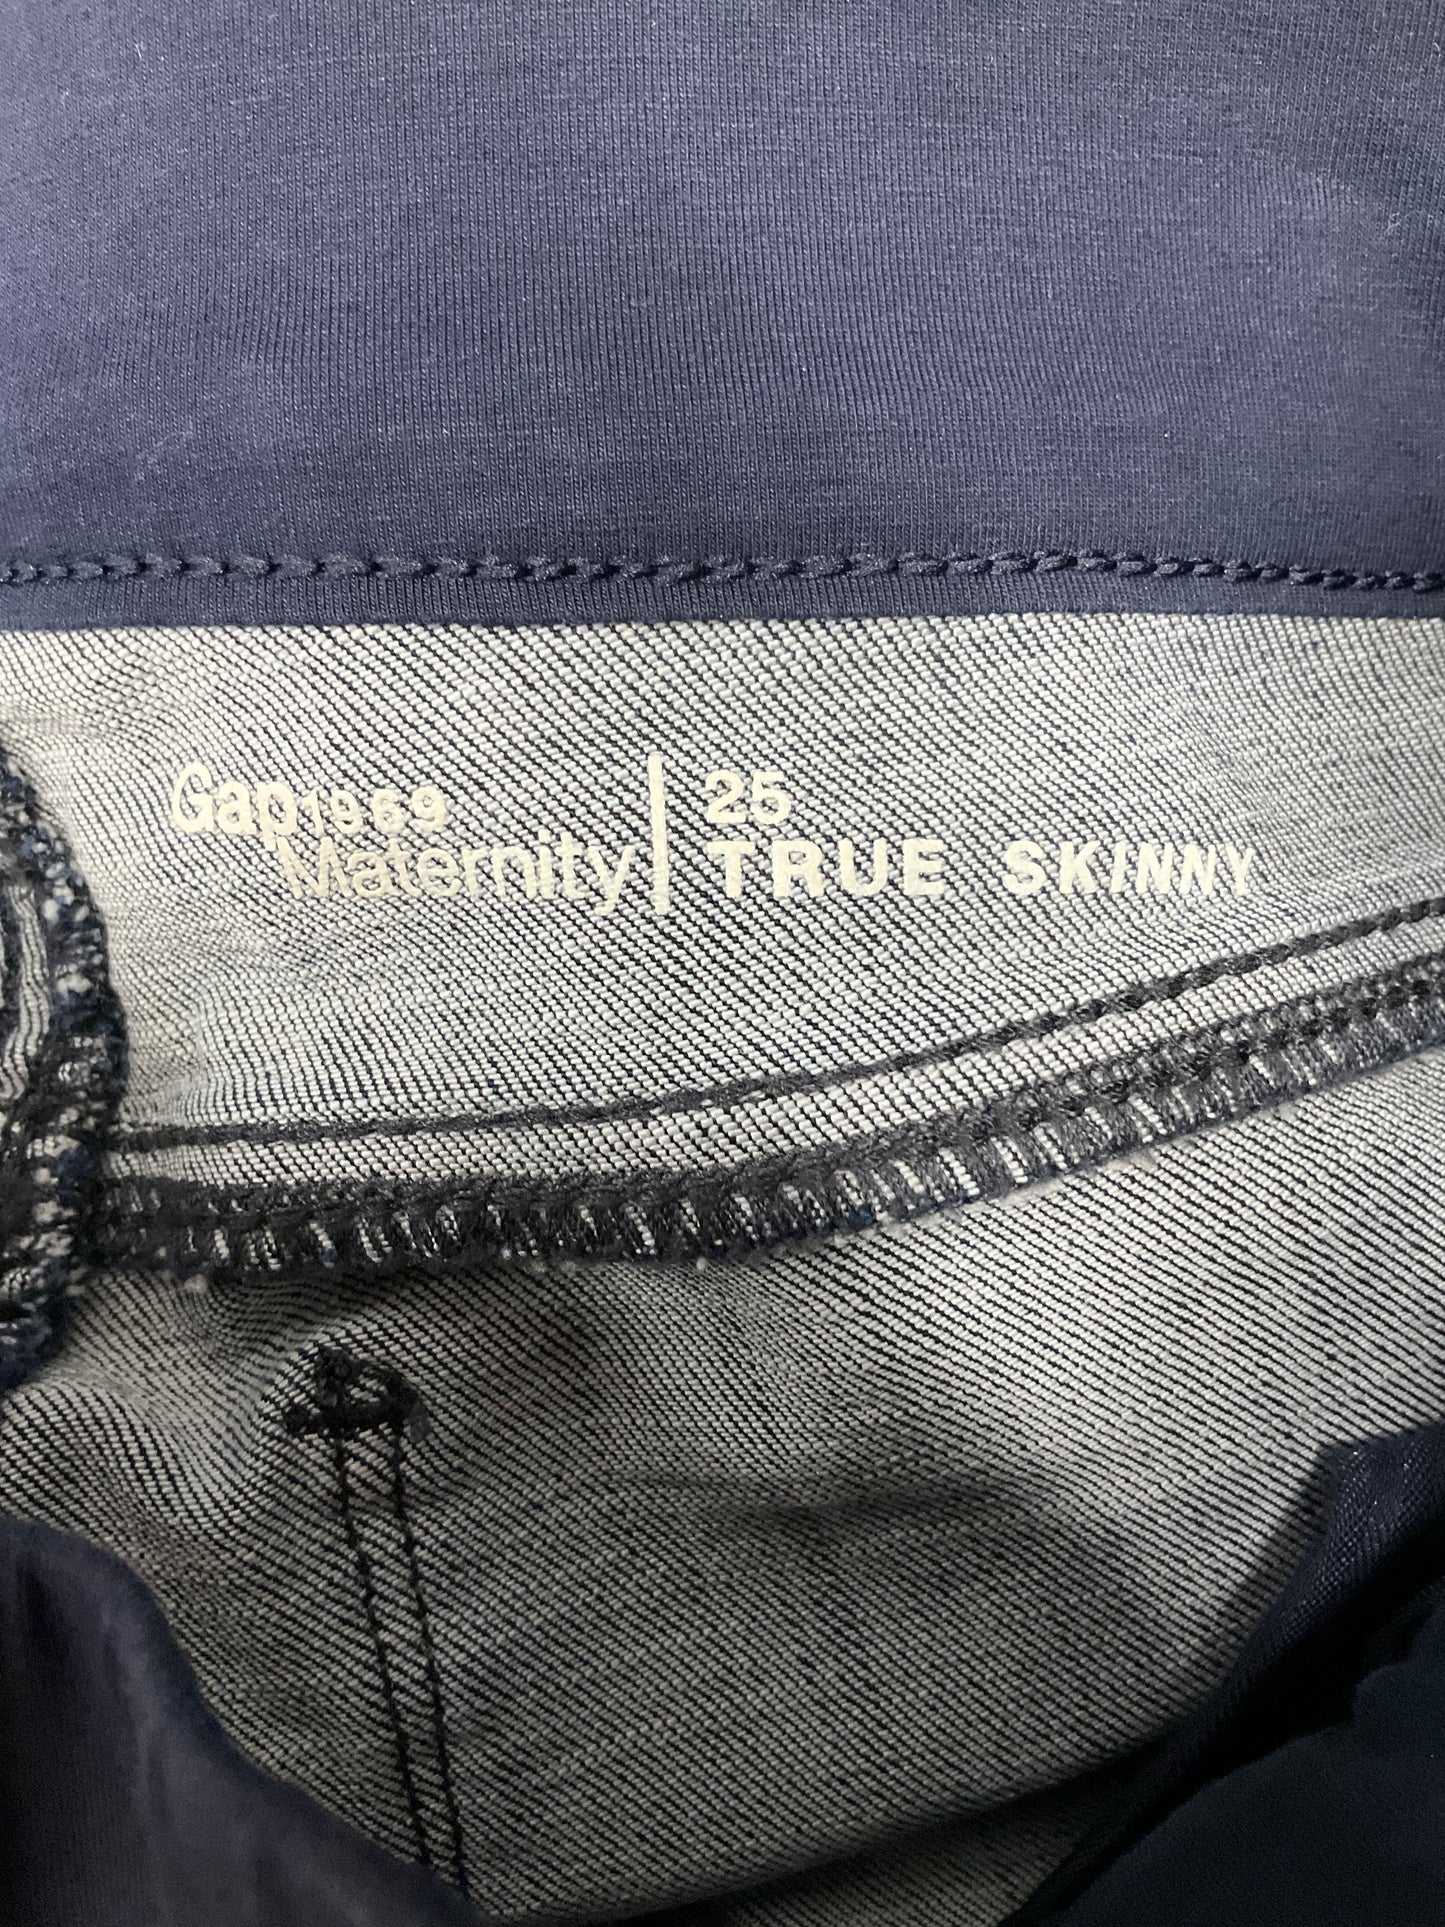 Gap1969 | 25
Maternity | TRUE SKINNY